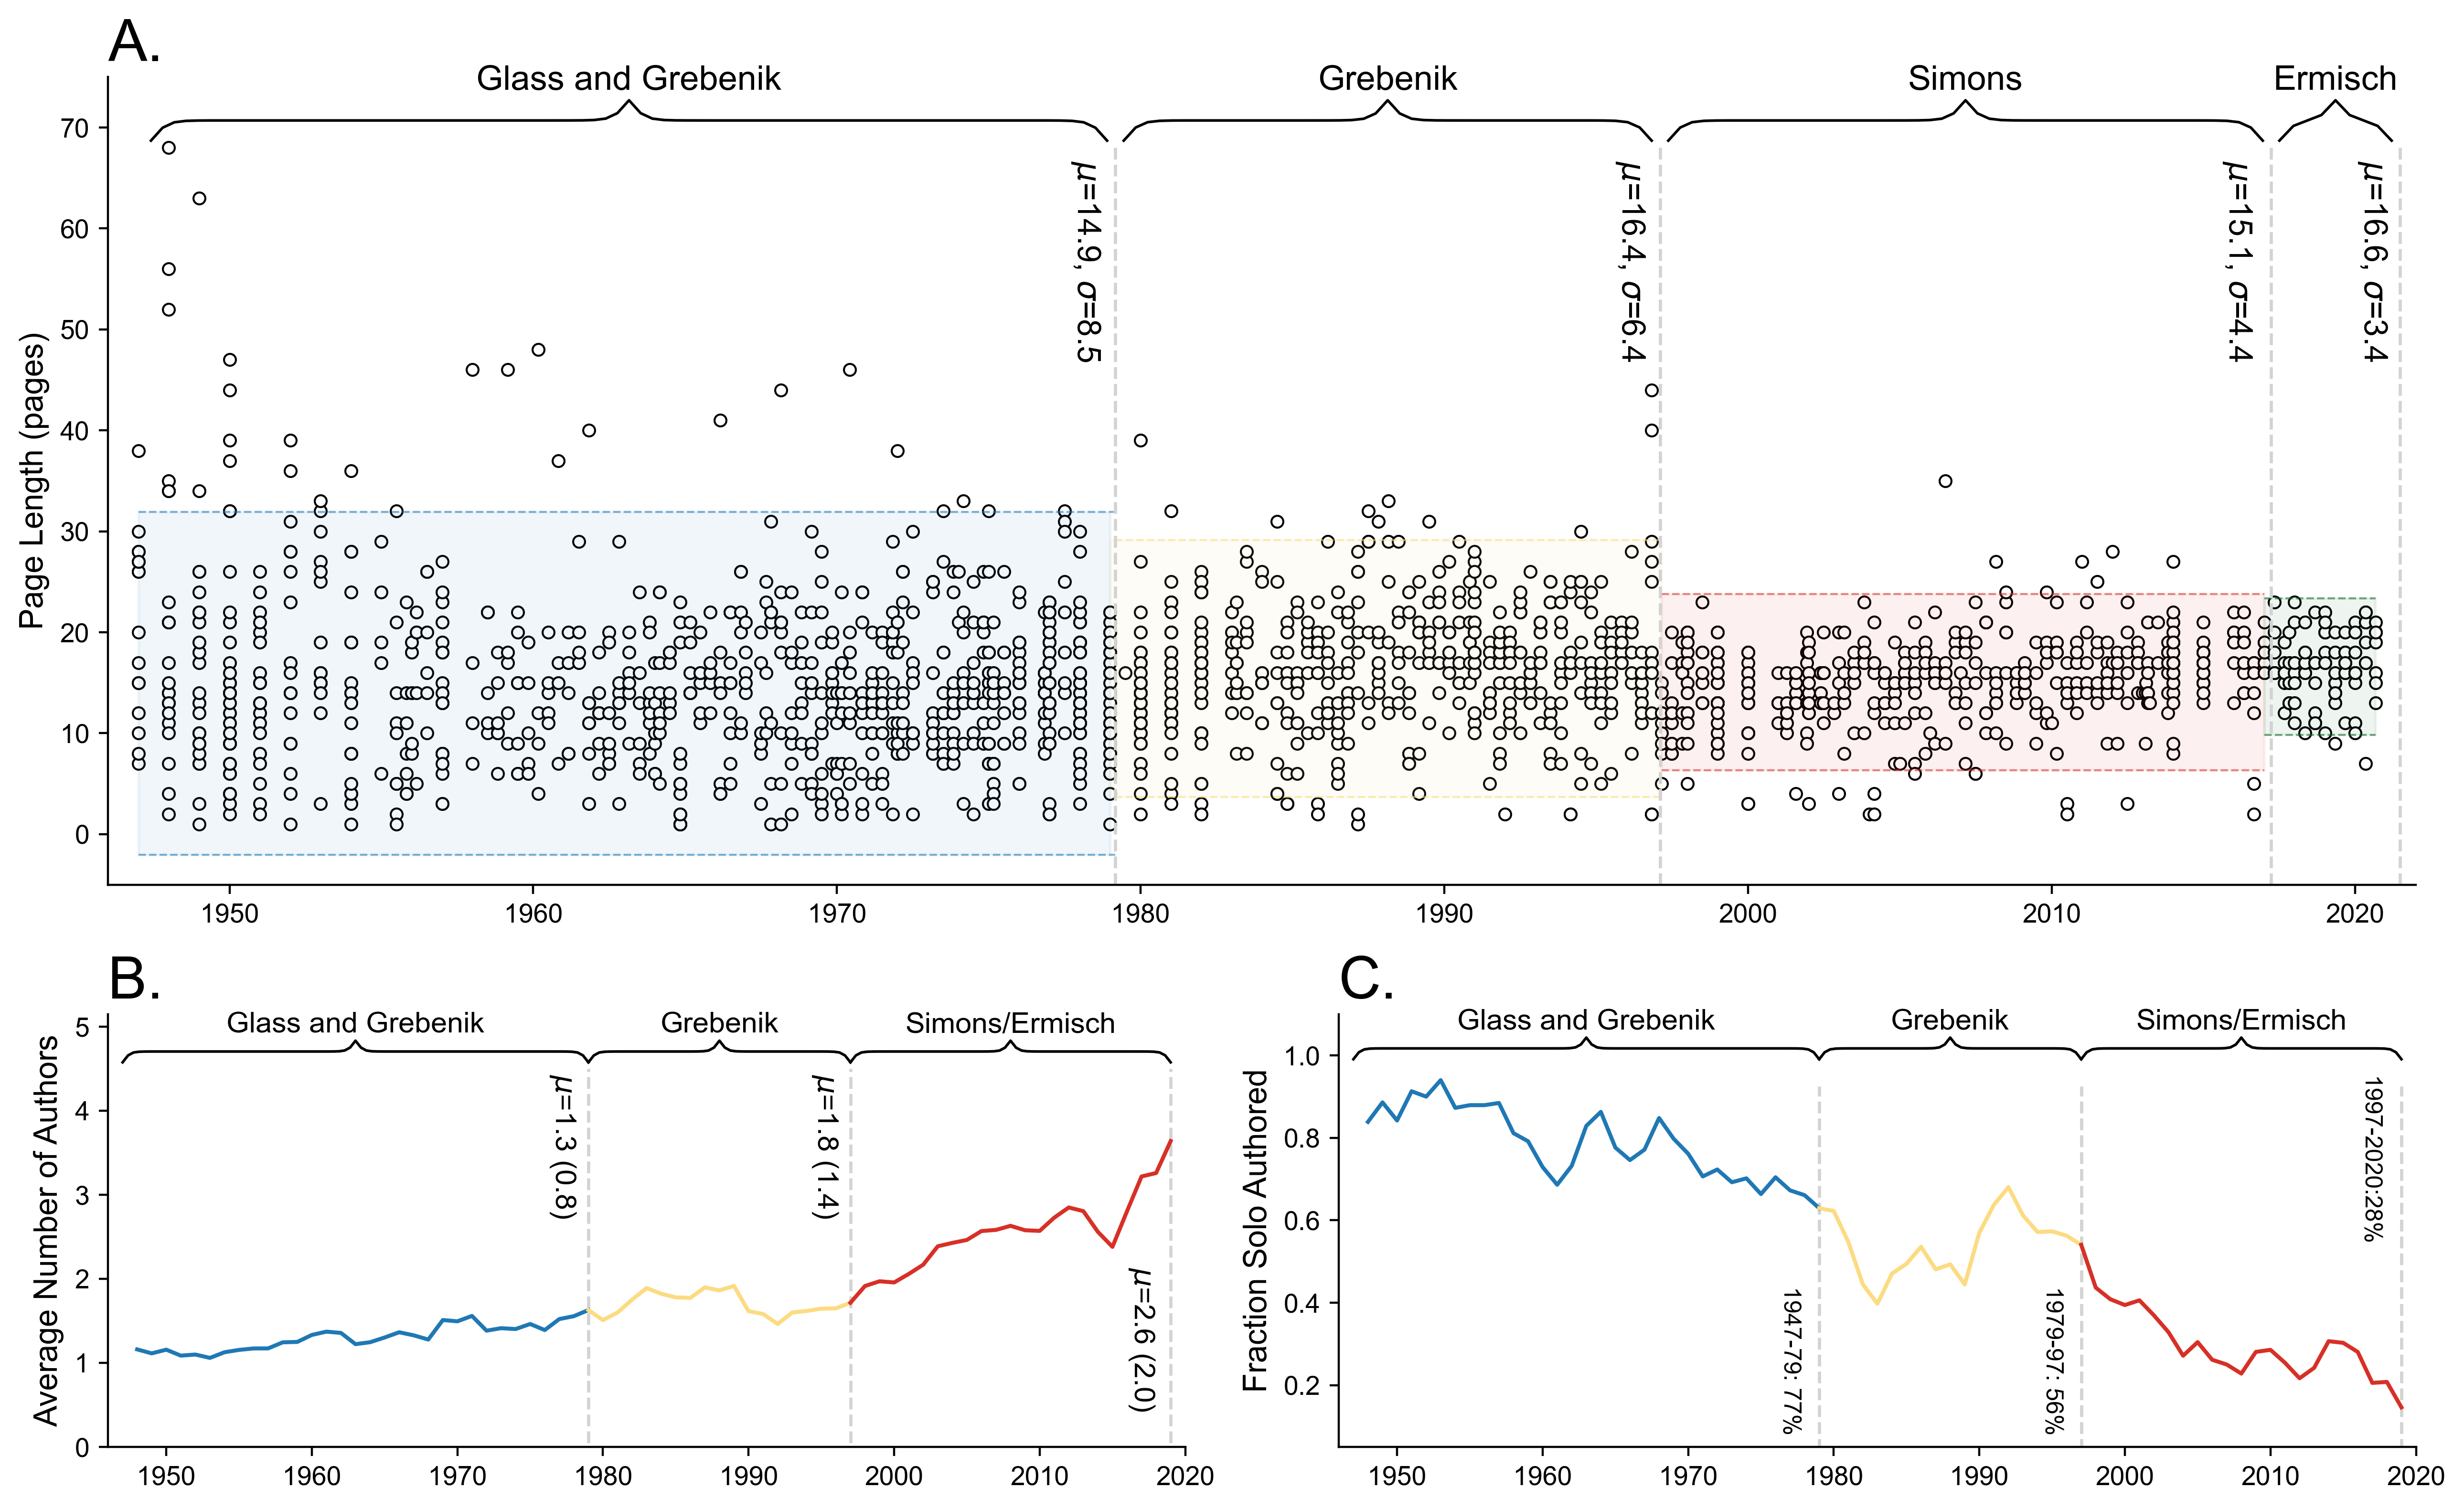 A.
Glass and Grebenik
Grebenik
Simons
Ermisch
Page Length (pages)
70
60
50
40
30
20
10
0
μ=14.9, σ=8.5
μ=16.4, σ=6.4
μ=15.1, σ=4.4
μ=16.6, σ=3.4
1950
1960
1970
1980
1990
2000
2010
2020
B.
Glass and Grebenik
Grebenik
Simons/Ermisch
Average Number of Authors
5
4
3
2
1
0
μ=1.3 (0.8)
μ=1.8 (1.4)
μ=2.6 (2.0)
1950
1960
1970
1980
1990
2000
2010
2020
C.
Glass and Grebenik
Grebenik
Simons/Ermisch
Fraciction Solo Authored
1.0
0.8
0.6
0.4
0.2
1947-79: 77%
1979-97: 56%
1997-2020:28%
1950
1960
1970
1980
1990
2000
2010
2020